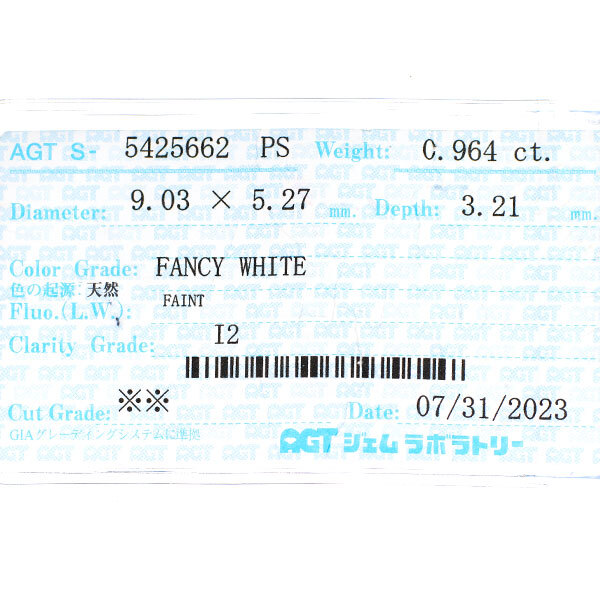 AGT S- 5425662 PS Weight: 0.964 ct.
Diameter: 9.03 × 5.27 mm. Depth: 3.21 mm.
Color Grade: FANCY WHITE
色の起源: 天然
Fluo.(L.W.): FAINT
Clarity Grade: I2
Cut Grade: ※※ Date: 07/31/2023
GIAグレーデイングシステムに準拠
AGT ジェム ラボラトリー